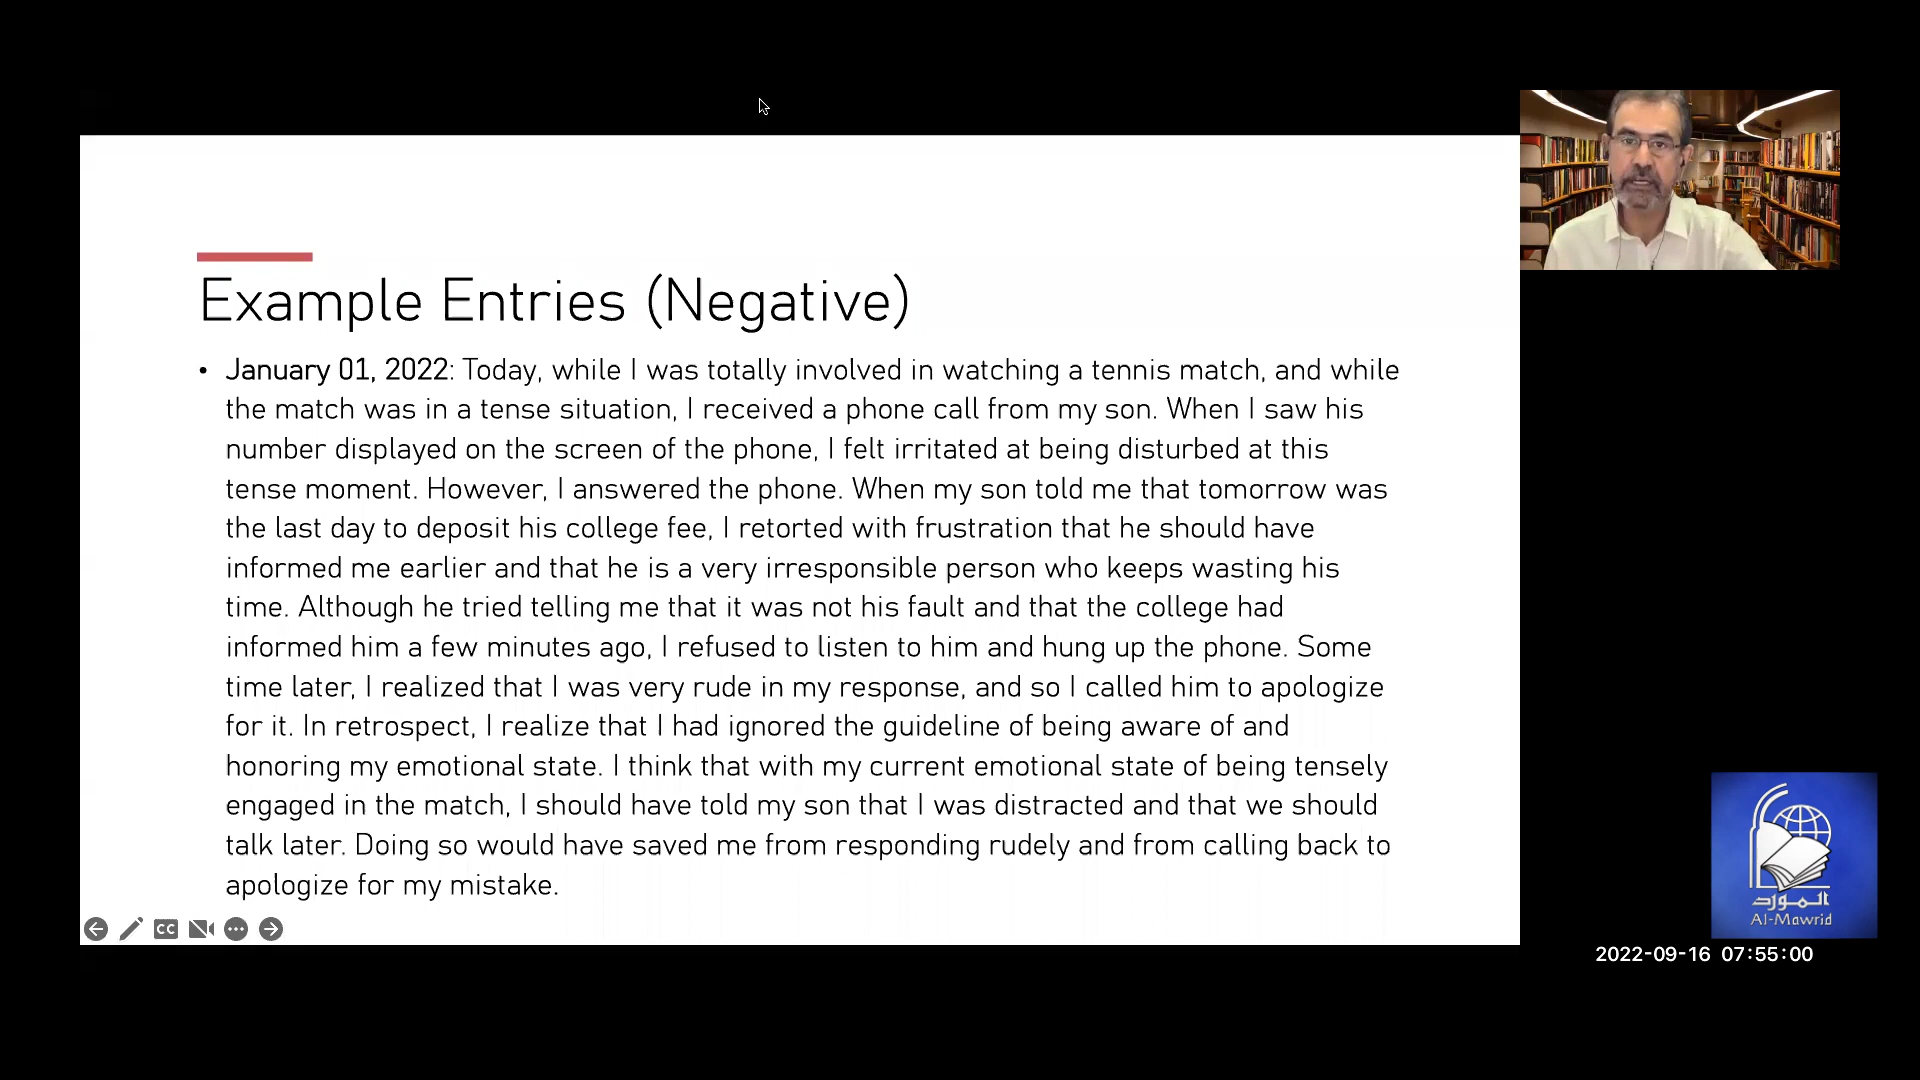 Example Entries (Negative)
• January 01, 2022: Today, while I was totally involved in watching a tennis match, and while
the match was in a tense situation, I received a phone call from my son. When I saw his
number displayed on the screen of the phone, I felt irritated at being disturbed at this
tense moment. However, I answered the phone. When my son told me that tomorrow was
the last day to deposit his college fee, I retorted with frustration that he should have
informed me earlier and that he is a very irresponsible person who keeps wasting his
time. Although he tried telling me that it was not his fault and that the college had
informed him a few minutes ago, I refused to listen to him and hung up the phone. Some
time later, I realized that I was very rude in my response, and so I called him to apologize
for it. In retrospect, I realize that I had ignored the guideline of being aware of and
honoring my emotional state. I think that with my current emotional state of being tensely
engaged in the match, I should have told my son that I was distracted and that we should
talk later. Doing so would have saved me from responding rudely and from calling back to
apologize for my mistake.
CC
المورد
Al-Mawrid
2022-09-16 07:55:00